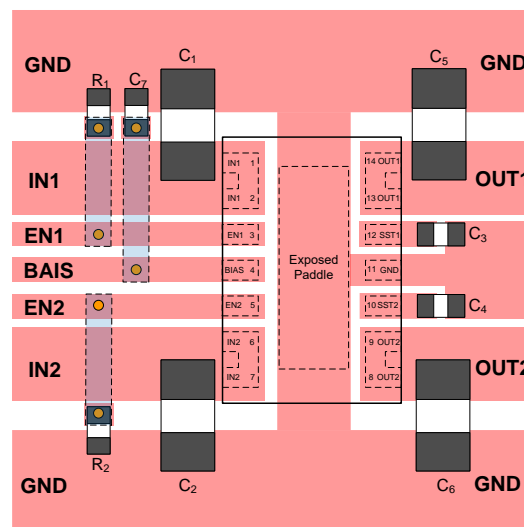 GND
R1
C7
C1
C5
GND
IN1
IN1 1
14 OUT1
IN1 2
13 OUT1
OUT1
EN1
EN1 3
12 SST1
C3
BAIS
BIAS 4
Exposed
Paddle
11 GND
EN2
EN2 5
10 SST2
C4
IN2
IN2 6
9 OUT2
IN2 7
8 OUT2
OUT2
GND
R2
C2
C6
GND